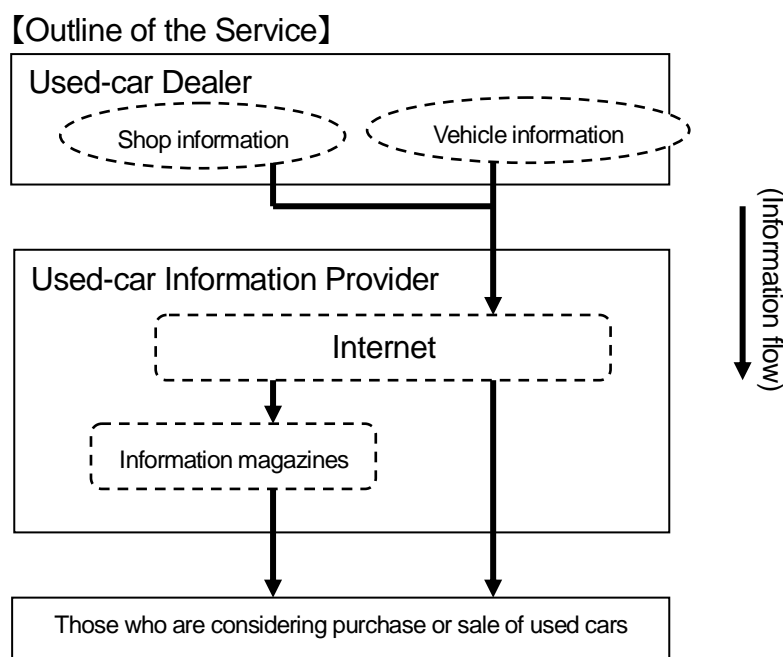 【Outline of the Service】
Used-car Dealer
Shop information
Vehicle information
(Information flow)
Used-car Information Provider
Internet
Information magazines
Those who are considering purchase or sale of used cars